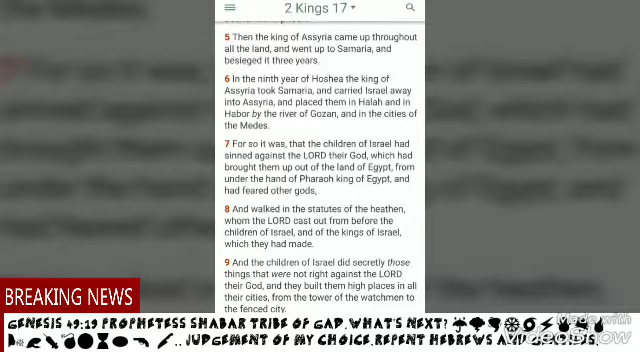 2 Kings 17
5 Then the king of Assyria came up throughout
all the land, and went up to Samaria, and
besieged it three years.
6 In the ninth year of Hoshea the king of
Assyria took Samaria, and carried Israel away
into Assyria, and placed them in Halah and in
Habor by the river of Gozan, and in the cities of
the Medes.
7 For so it was, that the children of Israel had
sinned against the LORD their God, which had
brought them up out of the land of Egypt, from
under the hand of Pharaoh king of Egypt, and
had feared other gods,
8 And walked in the statutes of the heathen,
whom the LORD cast out from before the
children of Israel, and of the kings of Israel,
which they had made.
9 And the children of Israel did secretly those
things that were not right against the LORD
their God, and they built them high places in all
their cities, from the tower of the watchmen to
the fenced city.
BREAKING NEWS
GENESIS 49:19 PROPHETESS SHABAR TRIBE OF GAD.WHAT'S NEXT?
.. JUDGEMENT OF MY CHOICE.REPENT HEBREWS ALL
Made with
VideoShow